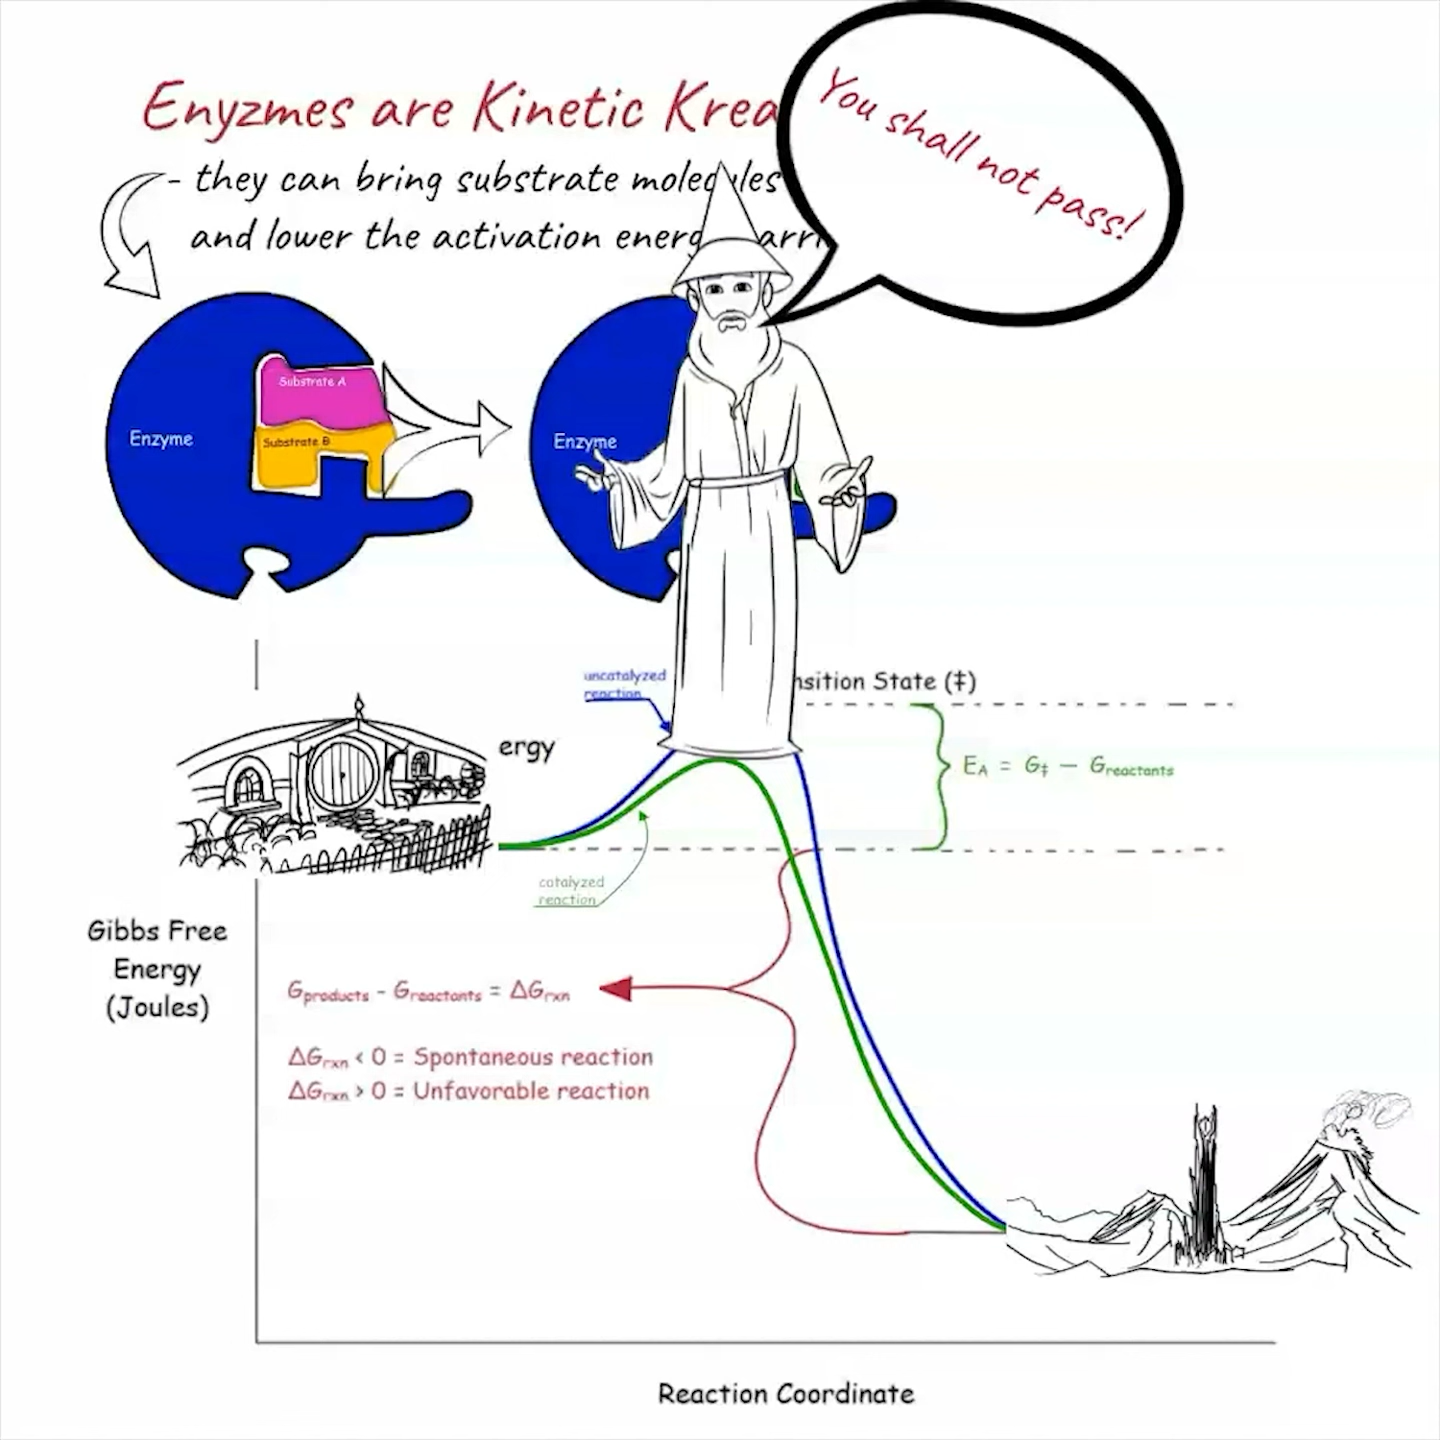 Enyzmes are Kinetic Krea
You shall not pass!
- they can bring substrate molecules
and lower the activation energ arri
Substrate A
Substrate B
Enzyme
Enzyme
uncatalyzed
reaction
nsition State (‡)
ergy
E_A = G_‡ - G_reactants
catalyzed
reaction
Gibbs Free
Energy
(Joules)
G_products - G_reactants = ΔG_rxn
ΔG_rxn < 0 = Spontaneous reaction
ΔG_rxn > 0 = Unfavorable reaction
Reaction Coordinate